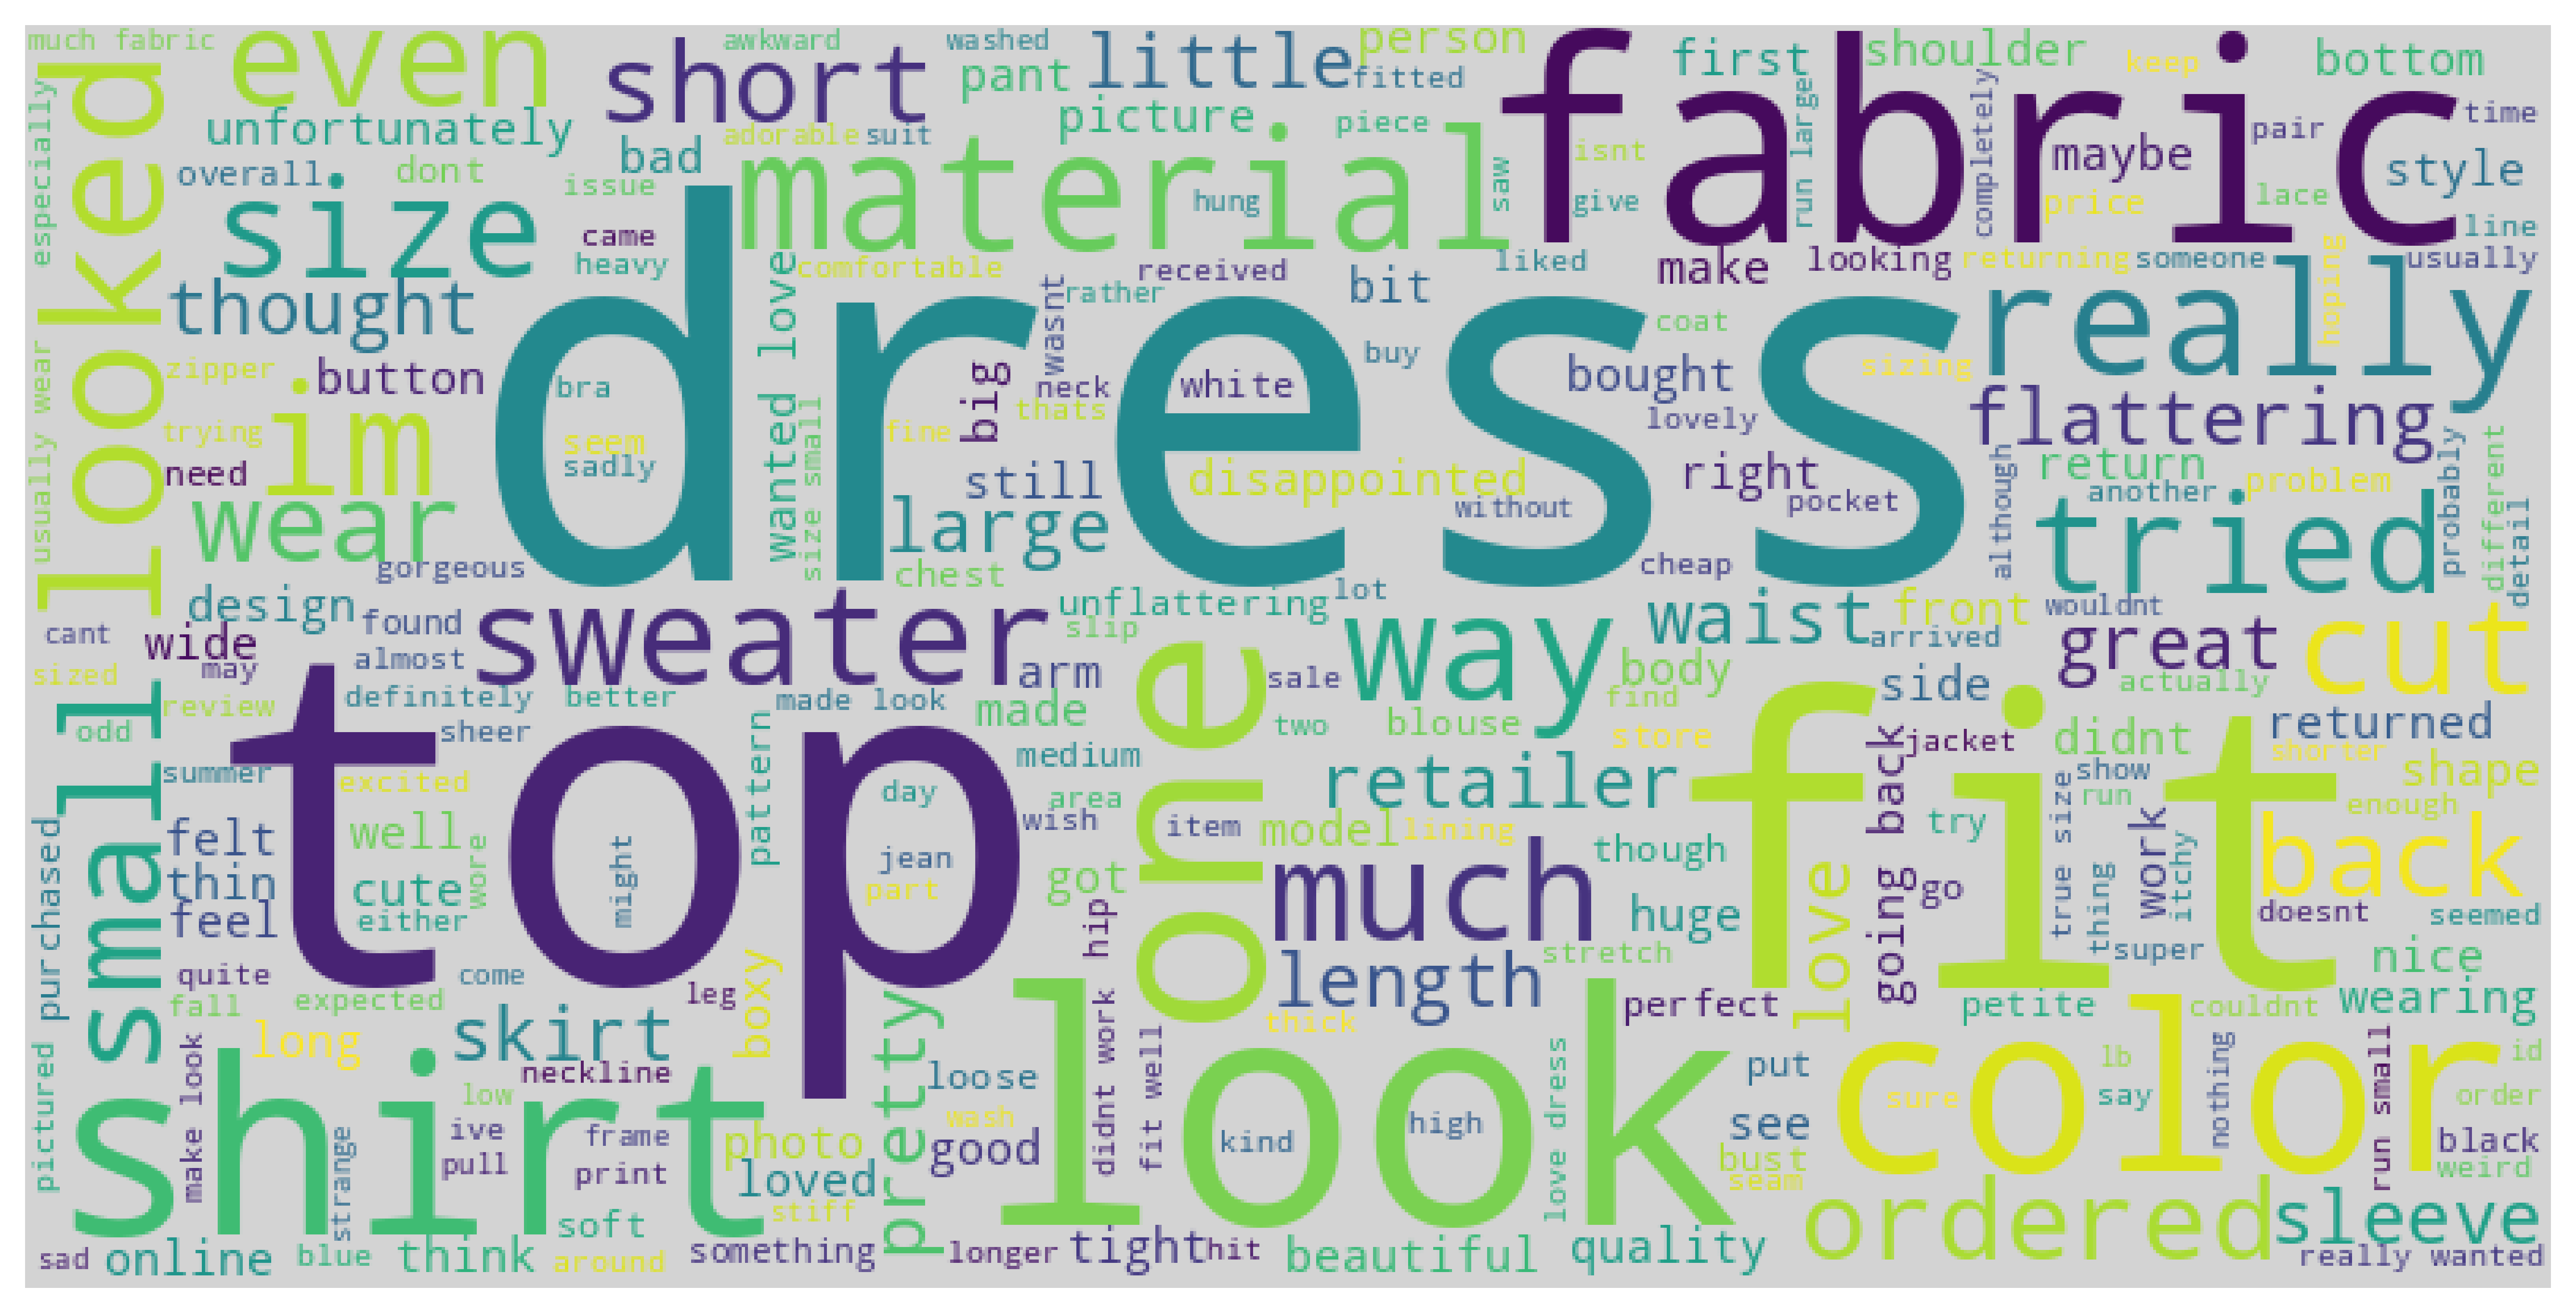 much fabric
even
awkward
washed
little
person
first
shoulder
keep
bottom
short
pant
fitted
fabric
looked
especially
unfortunately
adorable
suit
picture
piece
run large
completely
time
pair
maybe
overall
dont
bad
material
isnt
style
issue
saw
size
hung
give
price
lace
line
came
heavy
comfortable
received
liked
make
looking
returning
someone
usually
thought
rather
bit
really
hoping
wanted love
wasnt
coat
dress
usually wear
zipper
im
button
bra
big
neck
white
buy
bought
sizing
flattering
thats
lovely
trying
seem
fine
need
sadly
size small
still
disappointed
right
return
problem
another
probably
different
wear
large
without
pocket
although
tried
detail
gorgeous
chest
cheap
design
sweater
unflattering
lot
waist
front
wouldnt
cant
wide
found
slip
way
arrived
great
cut
sized
may
almost
arm
sale
body
side
actually
small
review
definitely
better
made look
made
one
find
odd
sheer
pattern
two
blouse
store
going back
jacket
didnt
returned
top
summer
excited
medium
retailer
fit
show
shorter
shape
day
area
run
enough
purchased
felt
well
wish
item
model
lining
try
true size
work
back
thin
cute
wore
might
jean
got
much
though
love
thing
itchy
feel
either
part
huge
go
doesnt
seemed
quite
come
boxy
hip
stretch
super
nice
fall
expected
leg
length
perfect
petite
couldnt
wearing
long
skirt
pretty
look
thick
color
pictured
make look
shirt
neckline
loose
didnt work
fit well
love dress
put
lb
nothing
run small
id
low
wash
sure
say
order
strange
ive
frame
photo
good
kind
high
see
black
pull
print
loved
bust
weird
seam
stiff
soft
ordered
sleeve
sad
online
blue
think
around
something
longer
tight
hit
beautiful
quality
really wanted